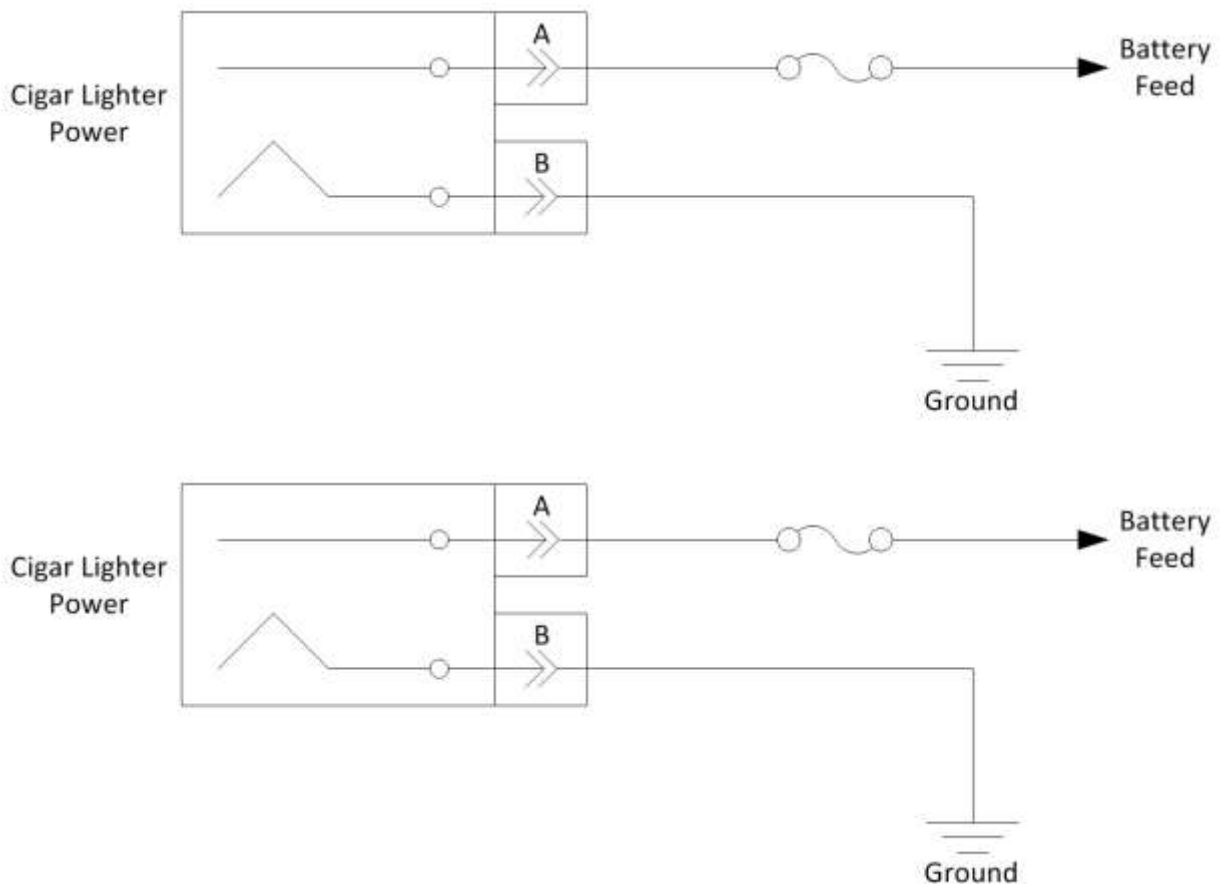 A
Battery
Feed
Cigar Lighter
Power
B
Ground
A
Battery
Feed
Cigar Lighter
Power
B
Ground